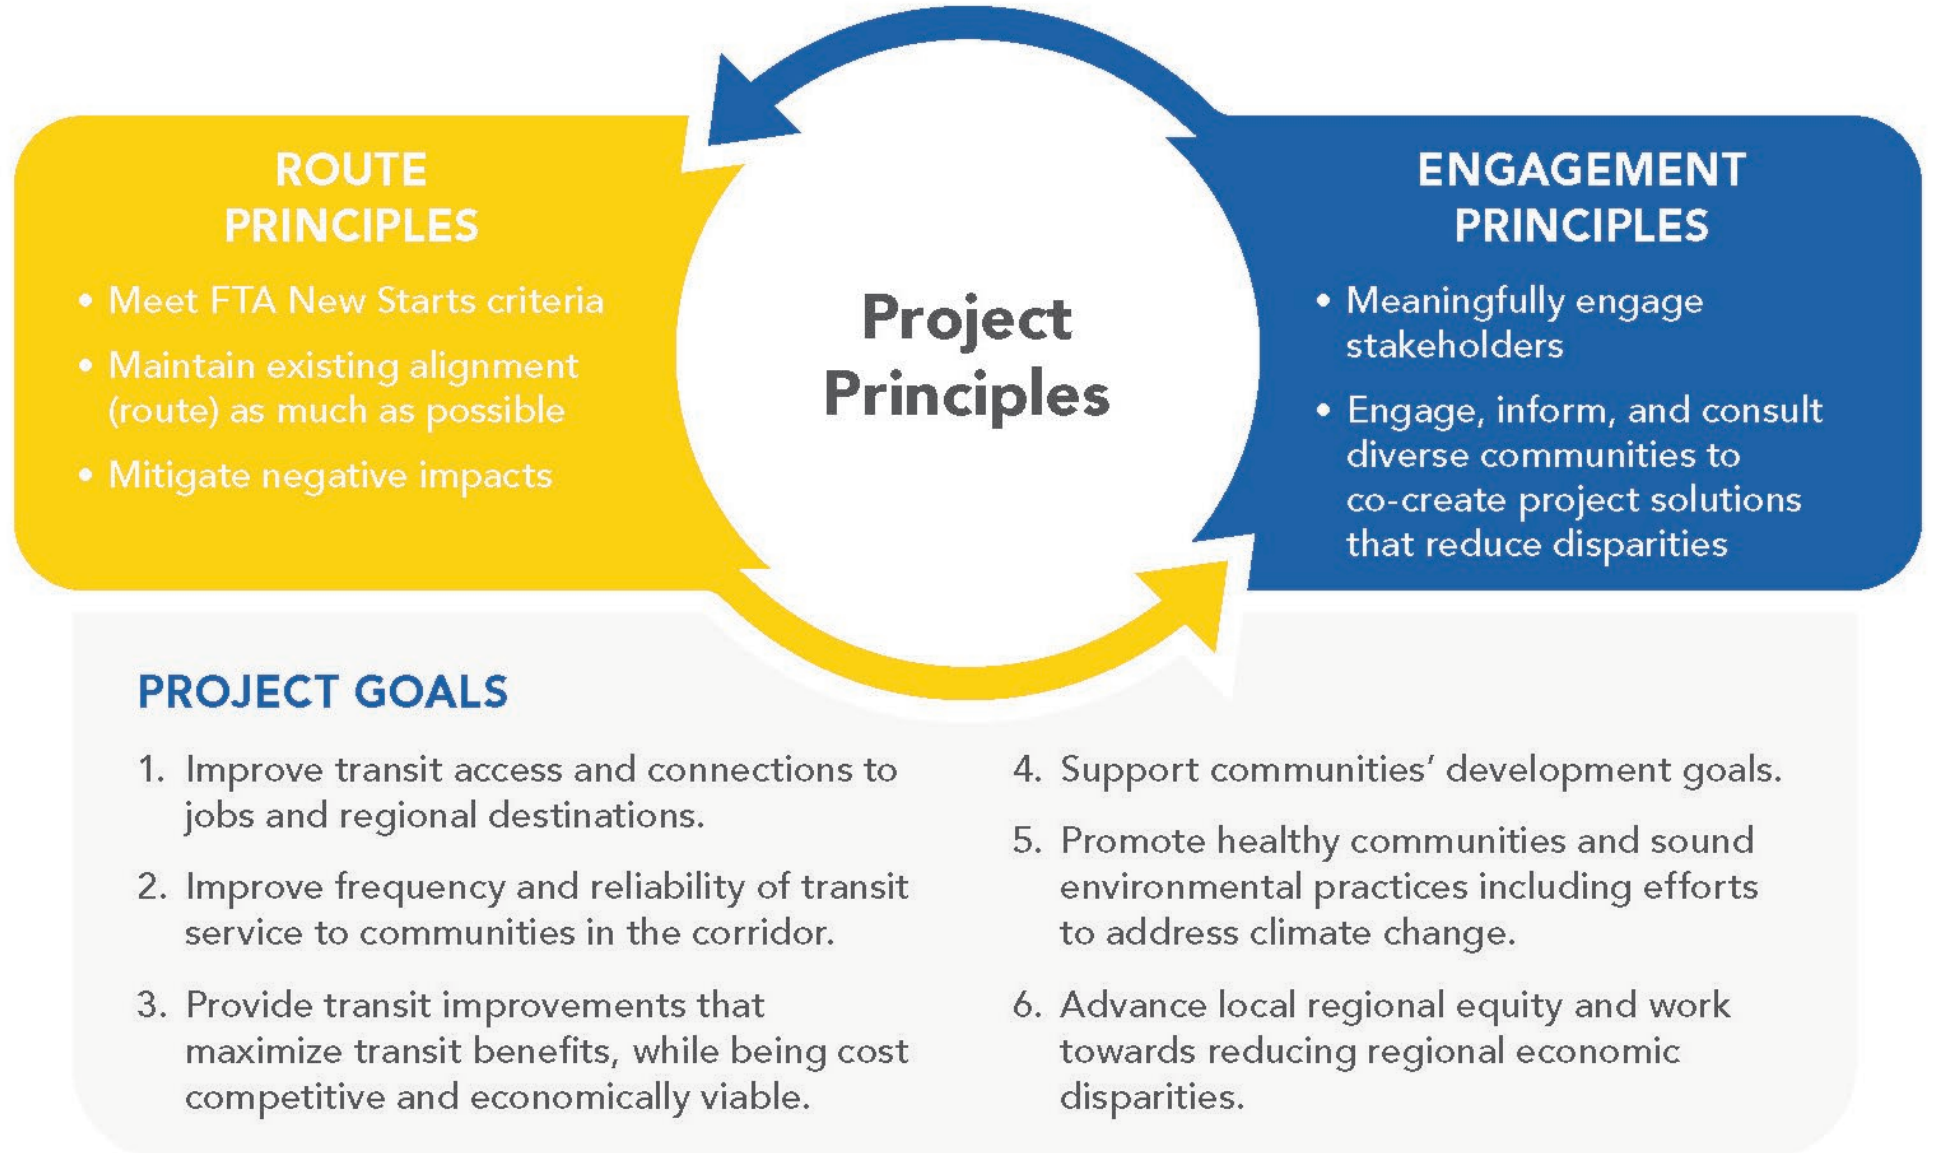 ROUTE
PRINCIPLES
• Meet FTA New Starts criteria
• Maintain existing alignment
(route) as much as possible
• Mitigate negative impacts
Project
Principles
ENGAGEMENT
PRINCIPLES
• Meaningfully engage
stakeholders
• Engage, inform, and consult
diverse communities to
co-create project solutions
that reduce disparities
PROJECT GOALS
1. Improve transit access and connections to
jobs and regional destinations.
2. Improve frequency and reliability of transit
service to communities in the corridor.
3. Provide transit improvements that
maximize transit benefits, while being cost
competitive and economically viable.
4. Support communities’ development goals.
5. Promote healthy communities and sound
environmental practices including efforts
to address climate change.
6. Advance local regional equity and work
towards reducing regional economic
disparities.